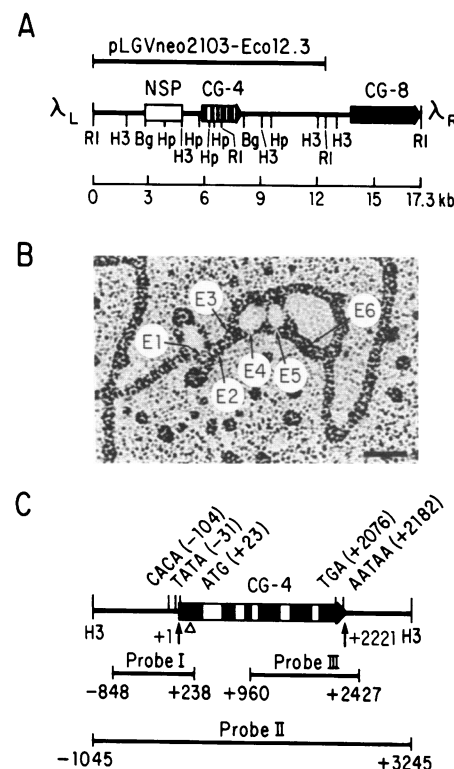 A
pLGVneo2103-Eco12.3
NSP CG-4 CG-8
λL λR
RI H3 Bg Hp Hp Hp Bg Hp H3 RI
H3 Hp RI H3 RI H3
0 3 6 9 12 15 17.3 kb
B
E3 E6
E1
E4
E5
E2
C
CACA (-104)
TATA (-31)
ATG (+23)
TGA (+2076)
AATAA (+2182)
CG-4
H3 +1 +2221 H3
Probe I Probe III
-848 +238 +960 +2427
Probe II
-1045 +3245